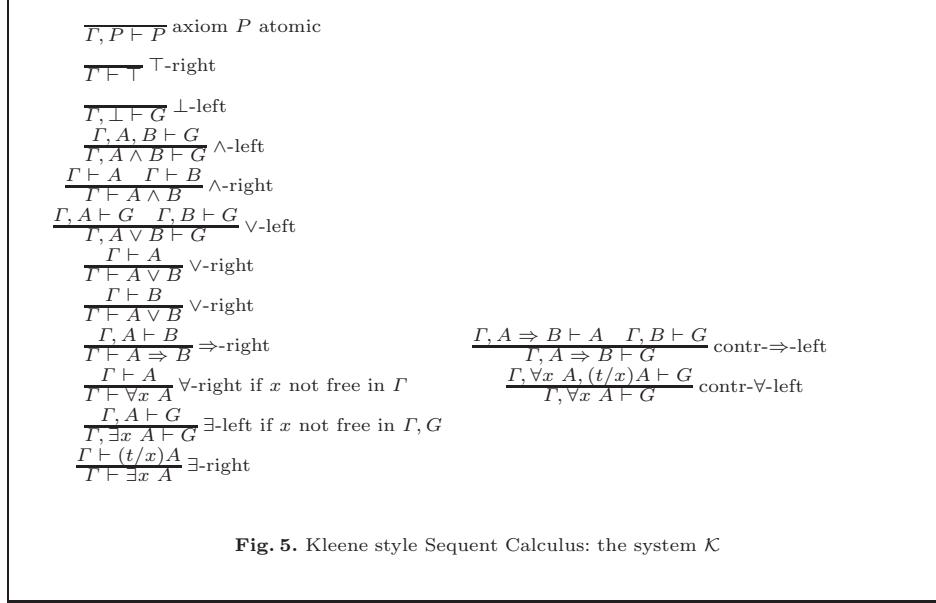 Γ, P ⊢ P axiom P atomic
Γ ⊢ ⊤ ⊤-right
Γ, ⊥ ⊢ G ⊥-left
Γ, A, B ⊢ G
Γ, A ∧ B ⊢ G ∧-left
Γ ⊢ A Γ ⊢ B
Γ ⊢ A ∧ B ∧-right
Γ, A ⊢ G Γ, B ⊢ G
Γ, A ∨ B ⊢ G ∨-left
Γ ⊢ A
Γ ⊢ A ∨ B ∨-right
Γ ⊢ B
Γ ⊢ A ∨ B ∨-right
Γ, A ⊢ B
Γ ⊢ A ⇒ B ⇒-right
Γ, A ⇒ B ⊢ A Γ, B ⊢ G
Γ, A ⇒ B ⊢ G contr-⇒-left
Γ ⊢ A
Γ ⊢ ∀x A ∀-right if x not free in Γ
Γ, ∀x A, (t/x)A ⊢ G
Γ, ∀x A ⊢ G contr-∀-left
Γ, A ⊢ G
Γ, ∃x A ⊢ G ∃-left if x not free in Γ, G
Γ ⊢ (t/x)A
Γ ⊢ ∃x A ∃-right
Fig. 5. Kleene style Sequent Calculus: the system 𝒦